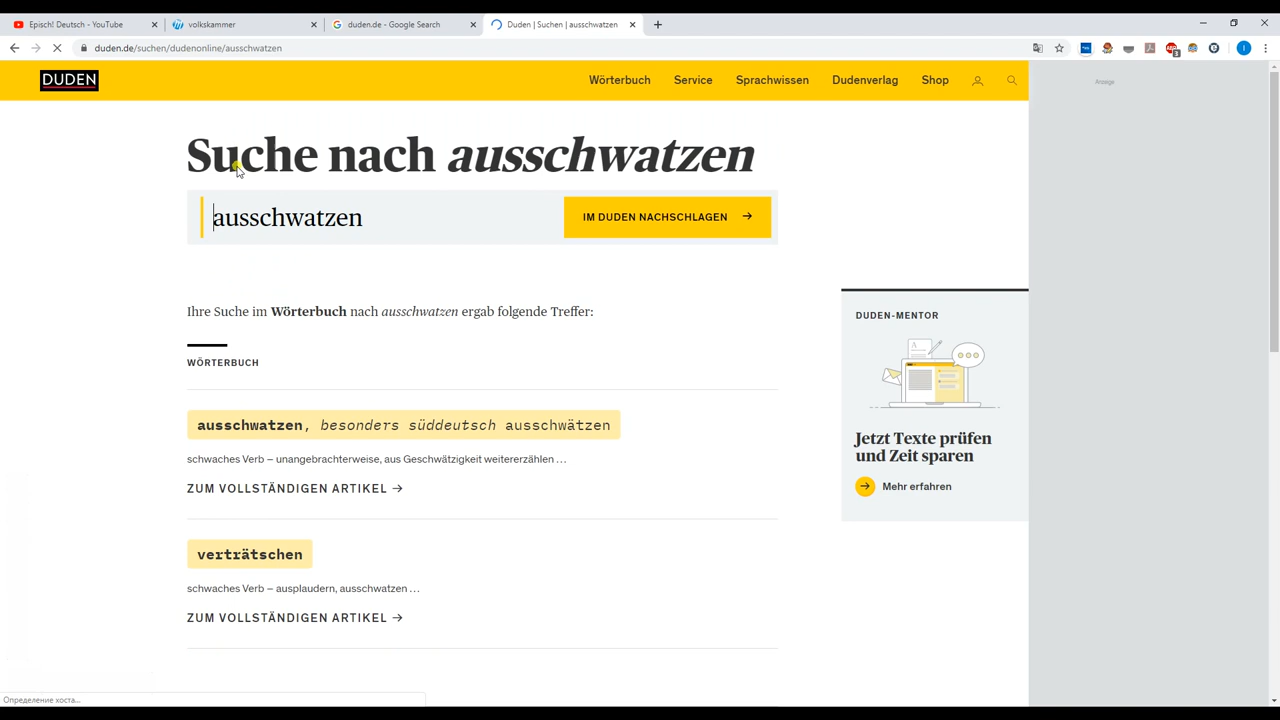 Episch! Deutsch - YouTube
volkskammer
duden.de - Google Search
Duden | Suchen | ausschwatzen
duden.de/suchen/dudenonline/ausschwatzen
DUDEN
Wörterbuch
Service
Sprachwissen
Dudenverlag
Shop
Anzeige
Suche nach ausschwatzen
ausschwatzen
IM DUDEN NACHSCHLAGEN
Ihre Suche im Wörterbuch nach ausschwatzen ergab folgende Treffer:
WÖRTERBUCH
ausschwatzen, besonders süddeutsch ausschwätzen
schwaches Verb – unangebrachterweise, aus Geschwätzigkeit weitererzählen …
ZUM VOLLSTÄNDIGEN ARTIKEL →
verträtschen
schwaches Verb – ausplaudern, ausschwatzen …
ZUM VOLLSTÄNDIGEN ARTIKEL →
DUDEN-MENTOR
A
Jetzt Texte prüfen
und Zeit sparen
Mehr erfahren
Определение хоста...